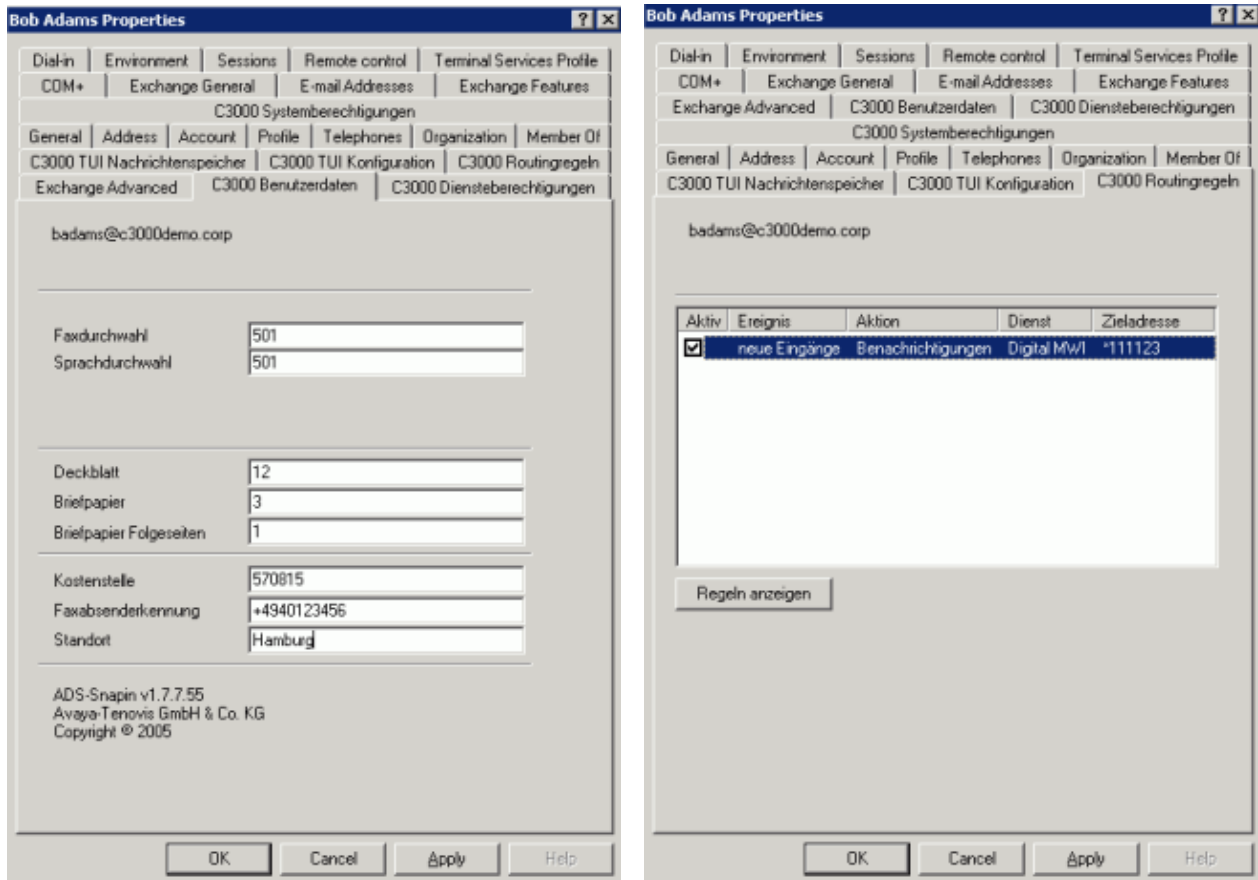 Bob Adams Properties
Dial-in Environment Sessions Remote control Terminal Services Profile
COM+ Exchange General E-mail Addresses Exchange Features
C3000 Systemberechtigungen
General Address Account Profile Telephones Organization Member Of
C3000 TUI Nachrichtenspeicher C3000 TUI Konfiguration C3000 Routingregeln
Exchange Advanced C3000 Benutzerdaten C3000 Diensteberechtigungen
badams@c3000demo.corp
Faxdurchwahl 501
Sprachdurchwahl 501
Deckblatt 12
Briefpapier 3
Briefpapier Folgeseiten 1
Kostenstelle 570815
Faxabsenderkennung +4940123456
Standort Hamburg
ADS-Snapin v1.7.7.55
Avaya-Tenovis GmbH & Co. KG
Copyright © 2005
OK Cancel Apply Help
Bob Adams Properties
Dial-in Environment Sessions Remote control Terminal Services Profile
COM+ Exchange General E-mail Addresses Exchange Features
Exchange Advanced C3000 Benutzerdaten C3000 Diensteberechtigungen
C3000 Systemberechtigungen
General Address Account Profile Telephones Organization Member Of
C3000 TUI Nachrichtenspeicher C3000 TUI Konfiguration C3000 Routingregeln
badams@c3000demo.corp
Aktiv Ereignis Aktion Dienst Zieladresse
neue Eingänge Benachrichtigungen Digital MWI *111123
Regeln anzeigen
OK Cancel Apply Help